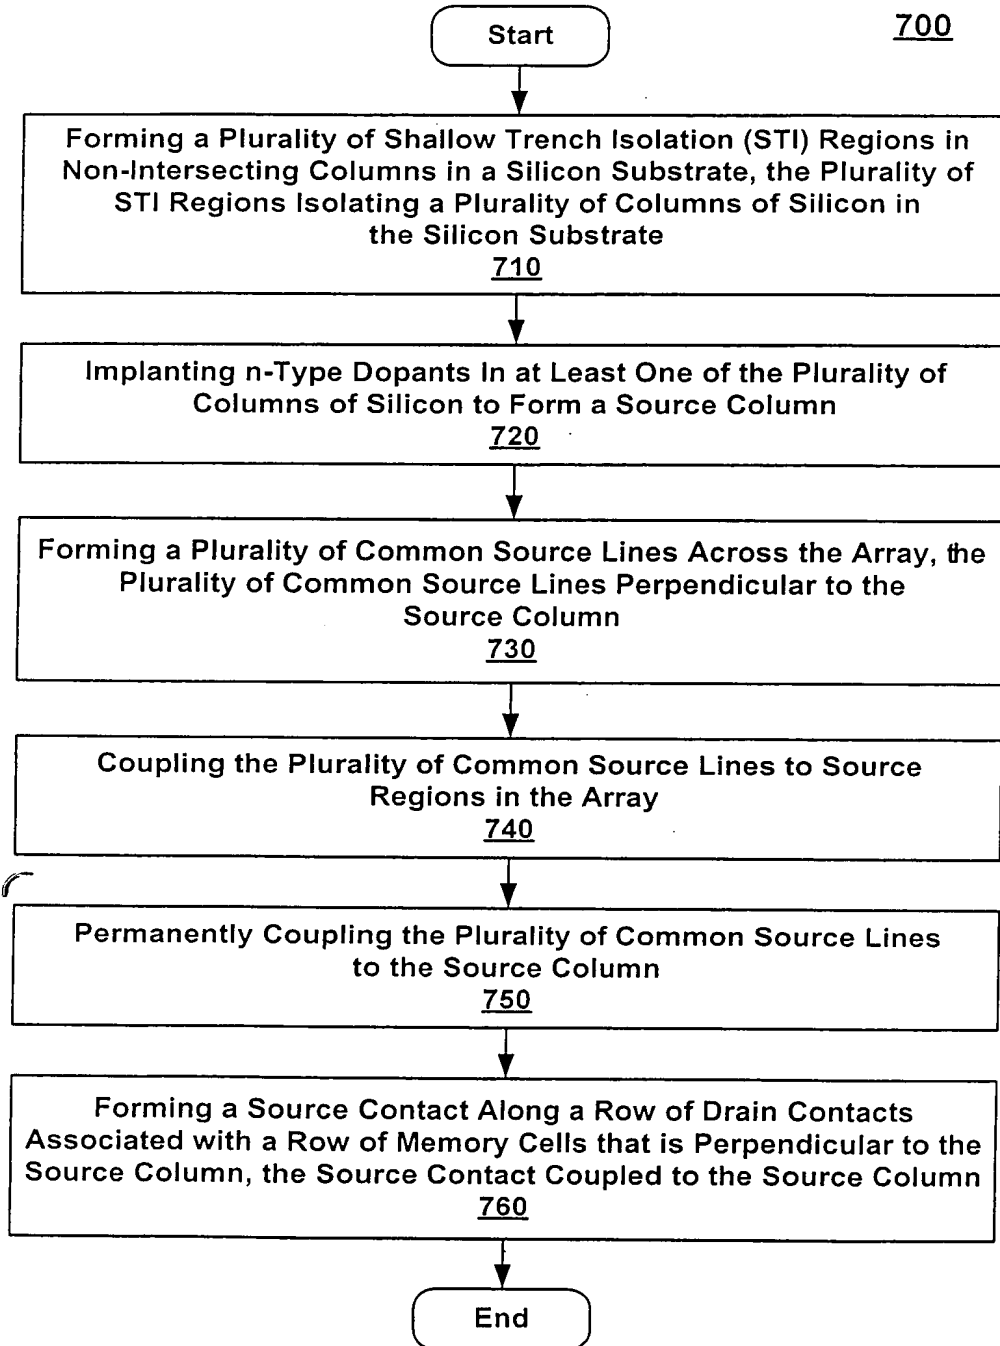 Start
700
Forming a Plurality of Shallow Trench Isolation (STI) Regions in
Non-Intersecting Columns in a Silicon Substrate, the Plurality of
STI Regions Isolating a Plurality of Columns of Silicon in
the Silicon Substrate
710
Implanting n-Type Dopants In at Least One of the Plurality of
Columns of Silicon to Form a Source Column
720
Forming a Plurality of Common Source Lines Across the Array, the
Plurality of Common Source Lines Perpendicular to the
Source Column
730
Coupling the Plurality of Common Source Lines to Source
Regions in the Array
740
Permanently Coupling the Plurality of Common Source Lines
to the Source Column
750
Forming a Source Contact Along a Row of Drain Contacts
Associated with a Row of Memory Cells that is Perpendicular to the
Source Column, the Source Contact Coupled to the Source Column
760
End